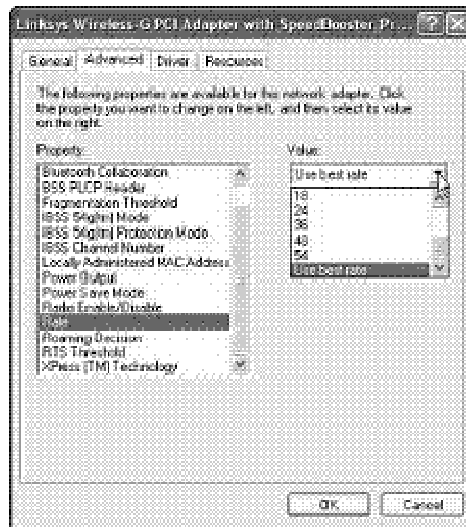 Linksys Wireless-G PCI Adapter with SpeedBooster Pr...
General Advanced Driver Resources
The following properties are available for this network adapter. Click
the property you want to change on the left, and then select its value
on the right.
Property:
Value:
Bluetooth Collaboration
BSS PLCP Header
Fragmentation Threshold
IBSS 54g(tm) Mode
IBSS 54g(tm) Protection Mode
IBSS Channel Number
Locally Administered MAC Address
Power Output
Power Save Mode
Radio Enable/Disable
Rate
Roaming Decision
RTS Threshold
XPress (TM) Technology
Use best rate
18
24
36
48
54
Use best rate
OK
Cancel